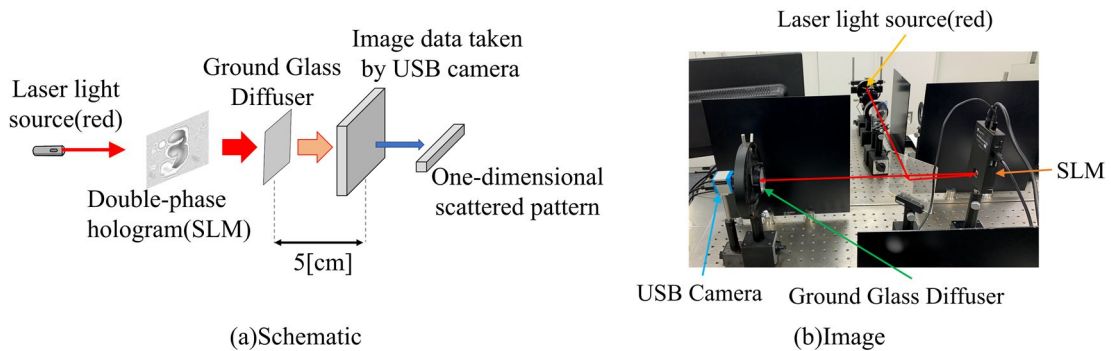 Laser light
source(red)
Ground Glass
Diffuser
Image data taken
by USB camera
Double-phase
hologram(SLM)
One-dimensional
scattered pattern
5[cm]
(a)Schematic
Laser light source(red)
SLM
USB Camera
Ground Glass Diffuser
(b)Image